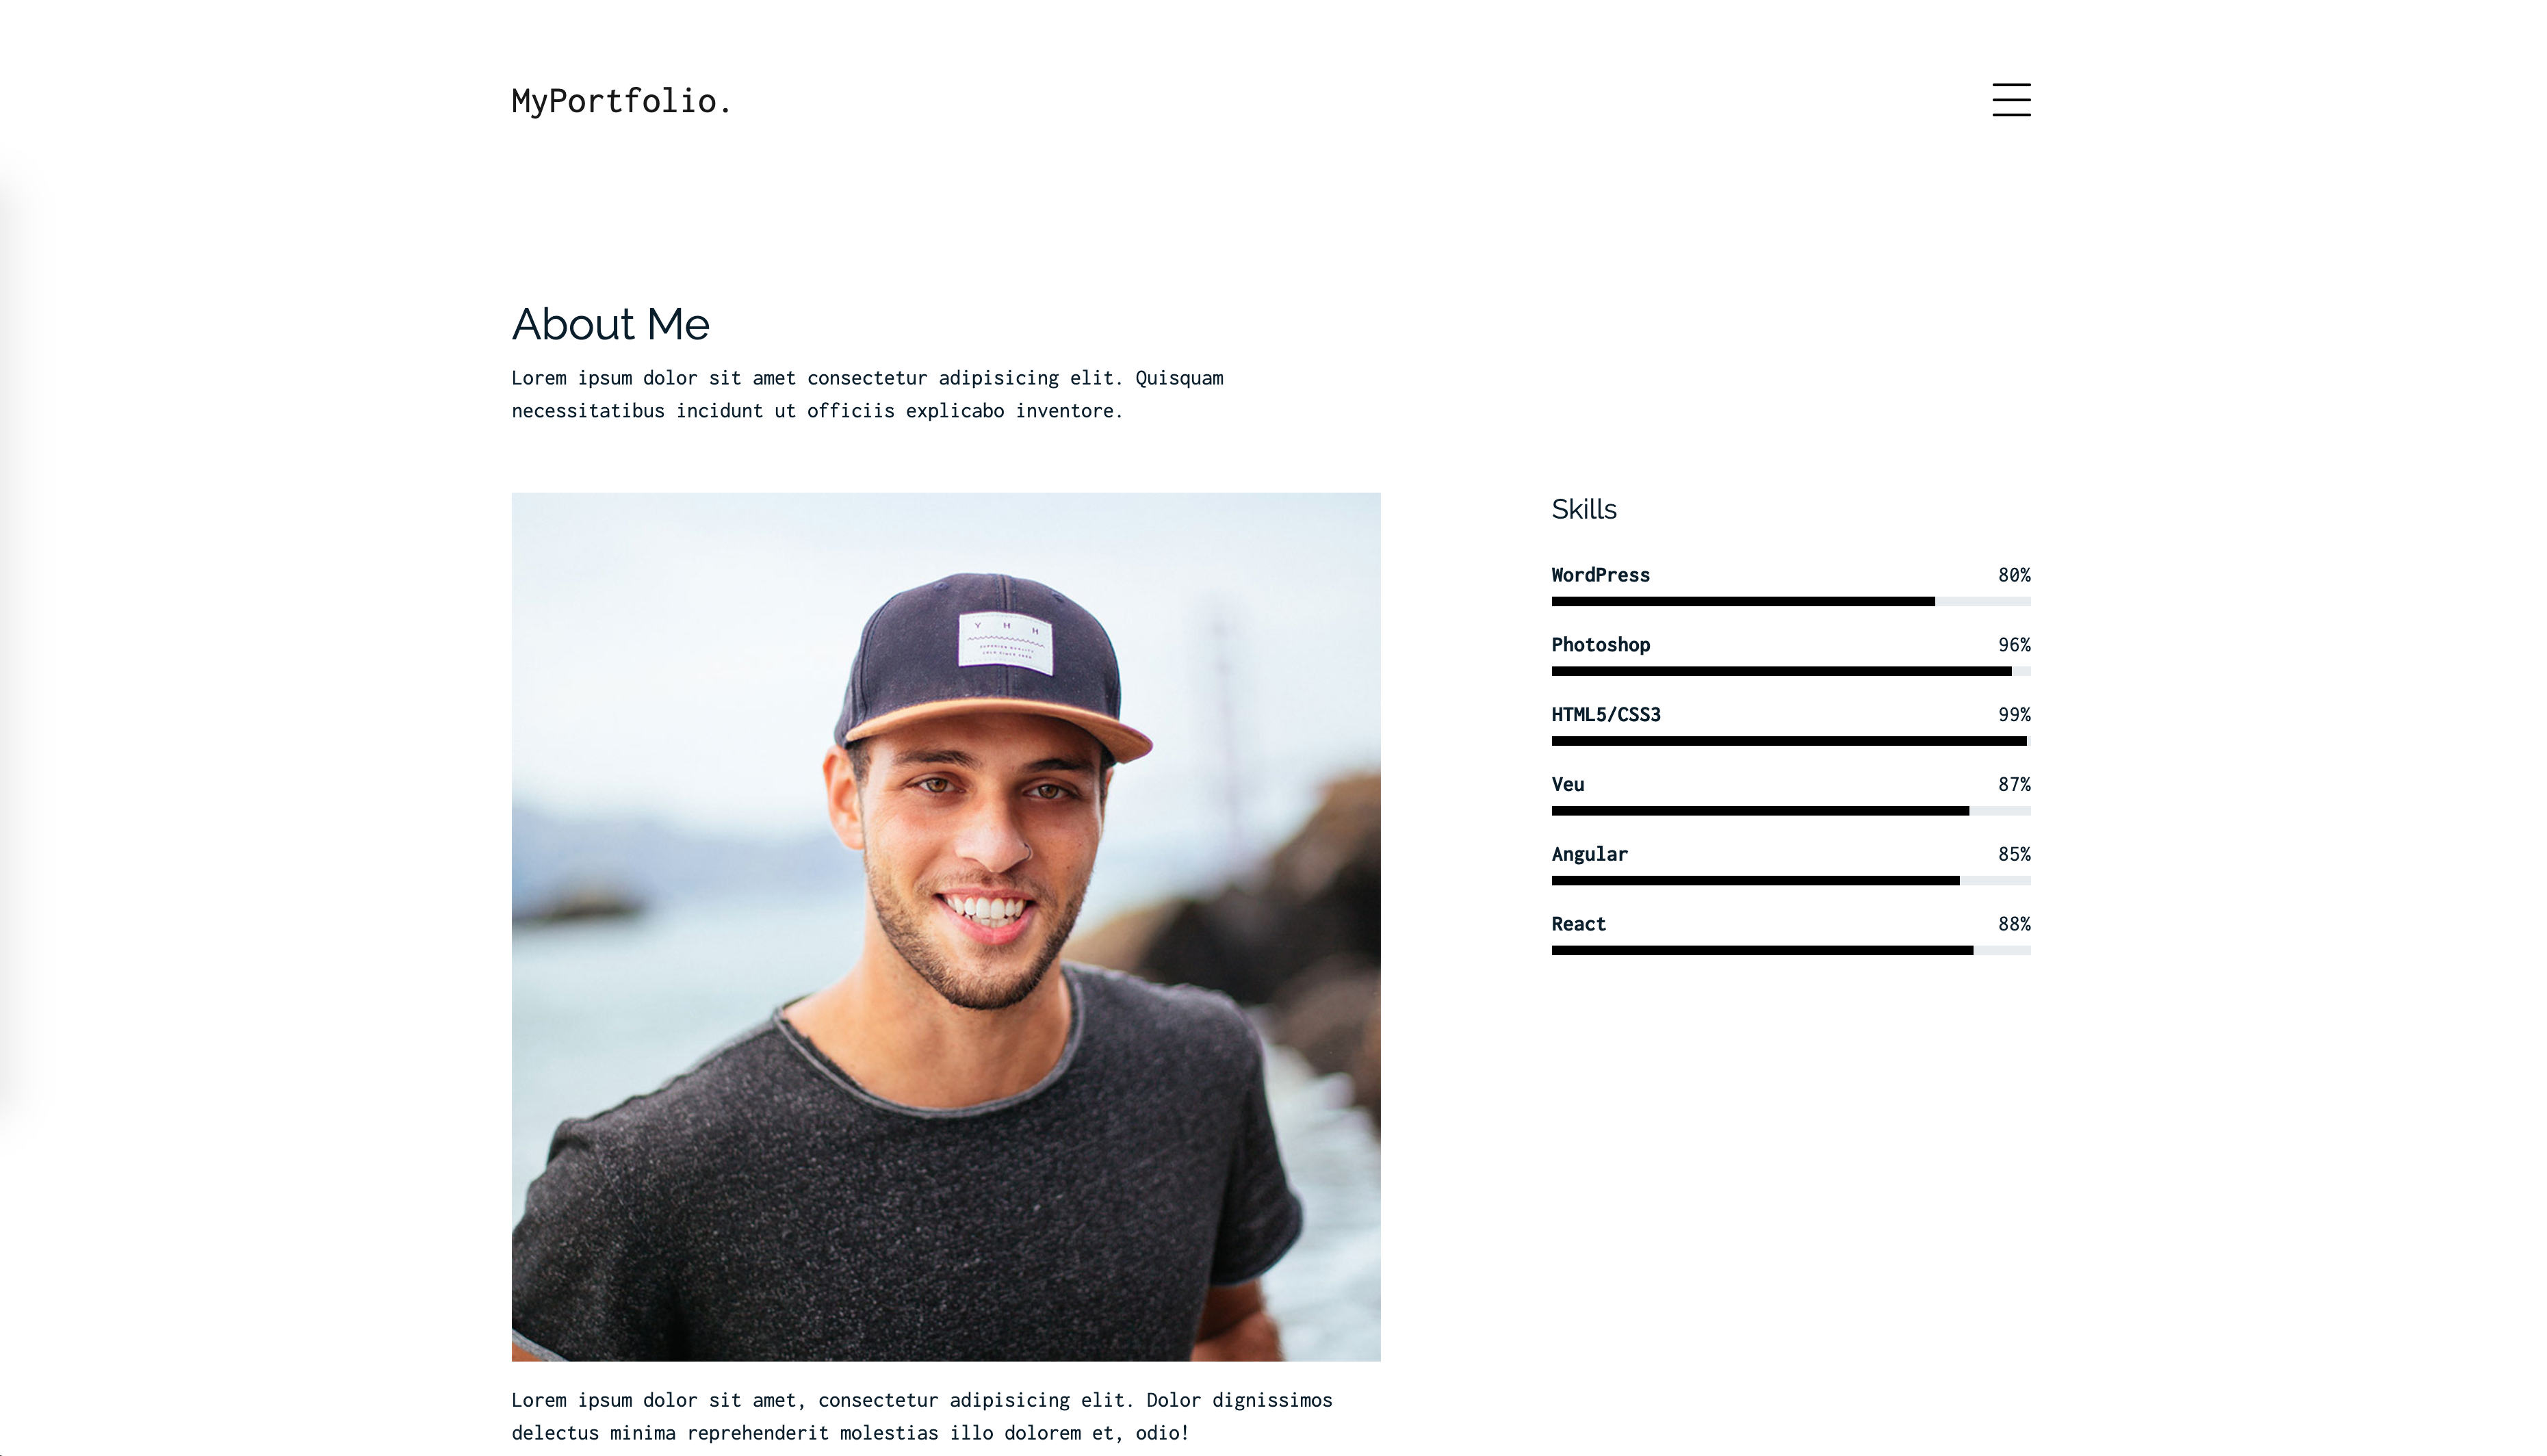 MyPortfolio.
About Me
Lorem ipsum dolor sit amet consectetur adipisicing elit. Quisquam
necessitatibus incidunt ut officiis explicabo inventore.
Y H H
SUPERIOR QUALITY
Skills
WordPress 80%
Photoshop 96%
HTML5/CSS3 99%
Veu 87%
Angular 85%
React 88%
Lorem ipsum dolor sit amet, consectetur adipisicing elit. Dolor dignissimos
delectus minima reprehenderit molestias illo dolorem et, odio!